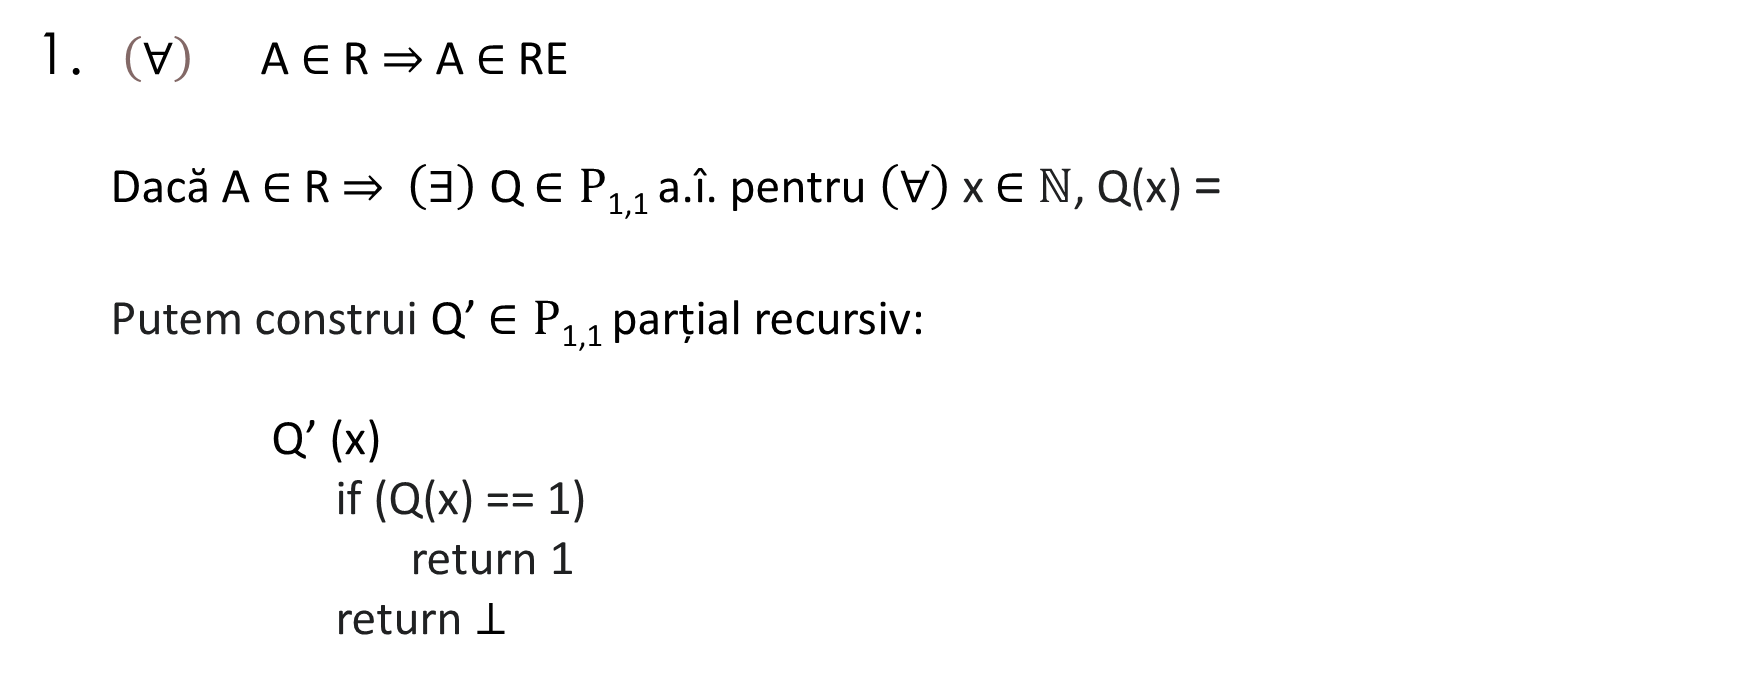 1. (∀) A ∈ R ⇒ A ∈ RE
Dacă A ∈ R ⇒ (∃) Q ∈ P1,1 a.î. pentru (∀) x ∈ ℕ, Q(x) =
Putem construi Q’ ∈ P1,1 parțial recursiv:
Q’ (x)
if (Q(x) == 1)
return 1
return ⊥